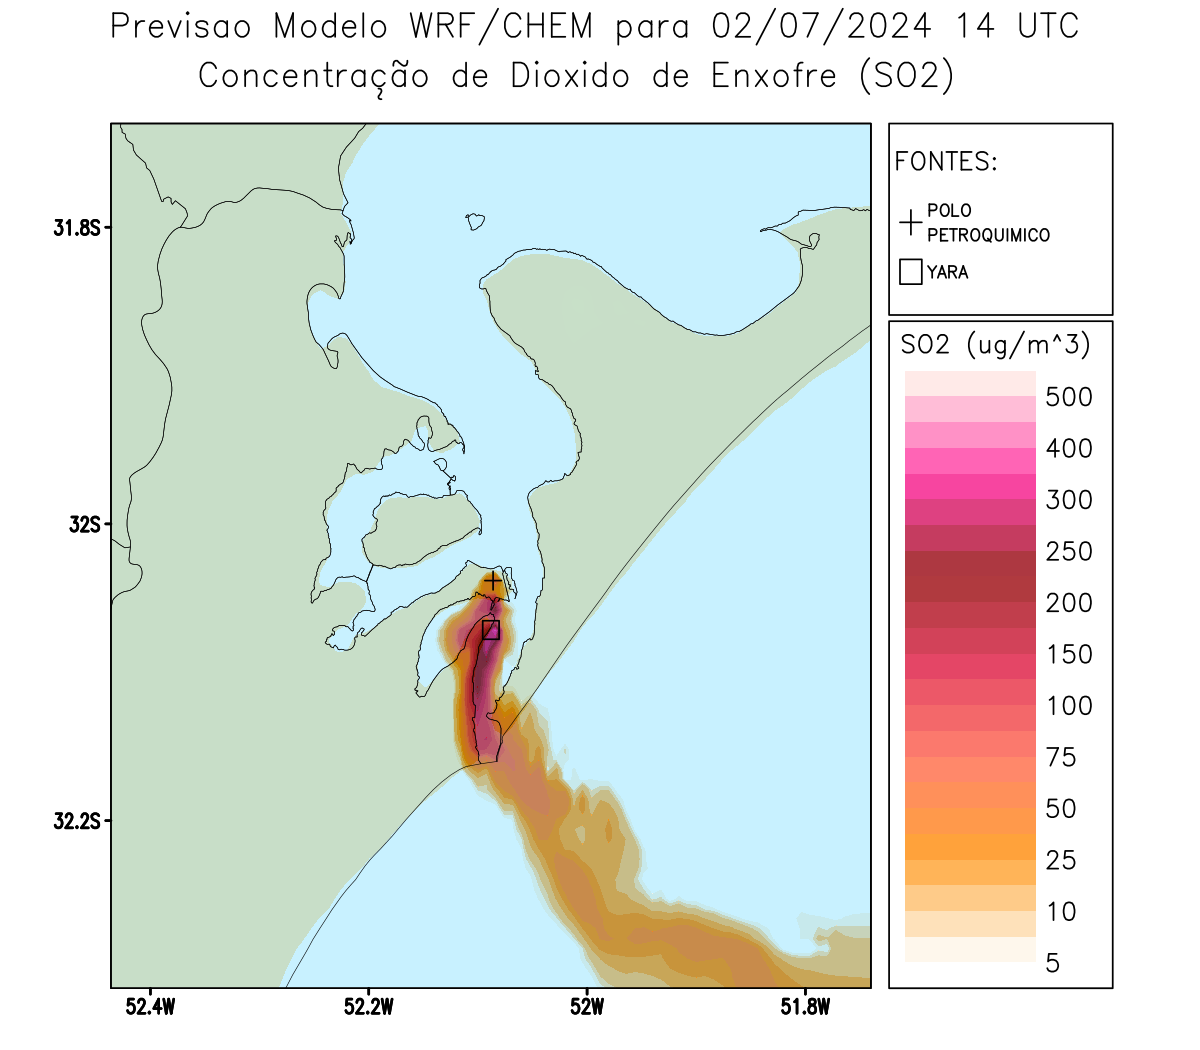 Previsao Modelo WRF/CHEM para 02/07/2024 14 UTC
Concentração de Dioxido de Enxofre (SO2)
FONTES:
POLO
PETROQUIMICO
YARA
SO2 (ug/m^3)
500
400
300
250
200
150
100
75
50
25
10
5
31.8S
32S
32.2S
52.4W
52.2W
52W
51.8W